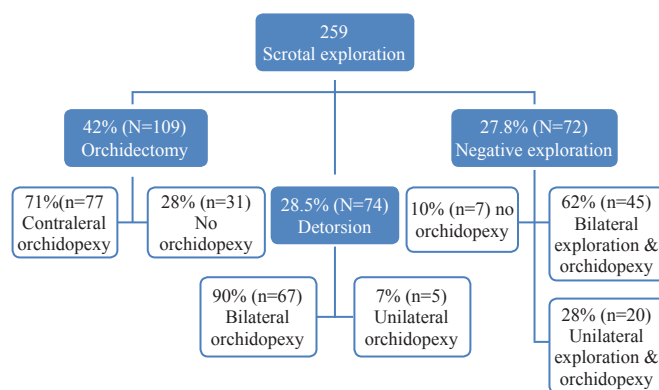 259
Scrotal exploration
42% (N=109)
Orchidectomy
27.8% (N=72)
Negative exploration
71%(n=77
Contraleral
orchidopexy
28% (n=31)
No
orchidopexy
28.5% (N=74)
Detorsion
10% (n=7) no
orchidopexy
62% (n=45)
Bilateral
exploration &
orchidopexy
90% (n=67)
Bilateral
orchidopexy
7% (n=5)
Unilateral
orchidopexy
28% (n=20)
Unilateral
exploration &
orchidopexy